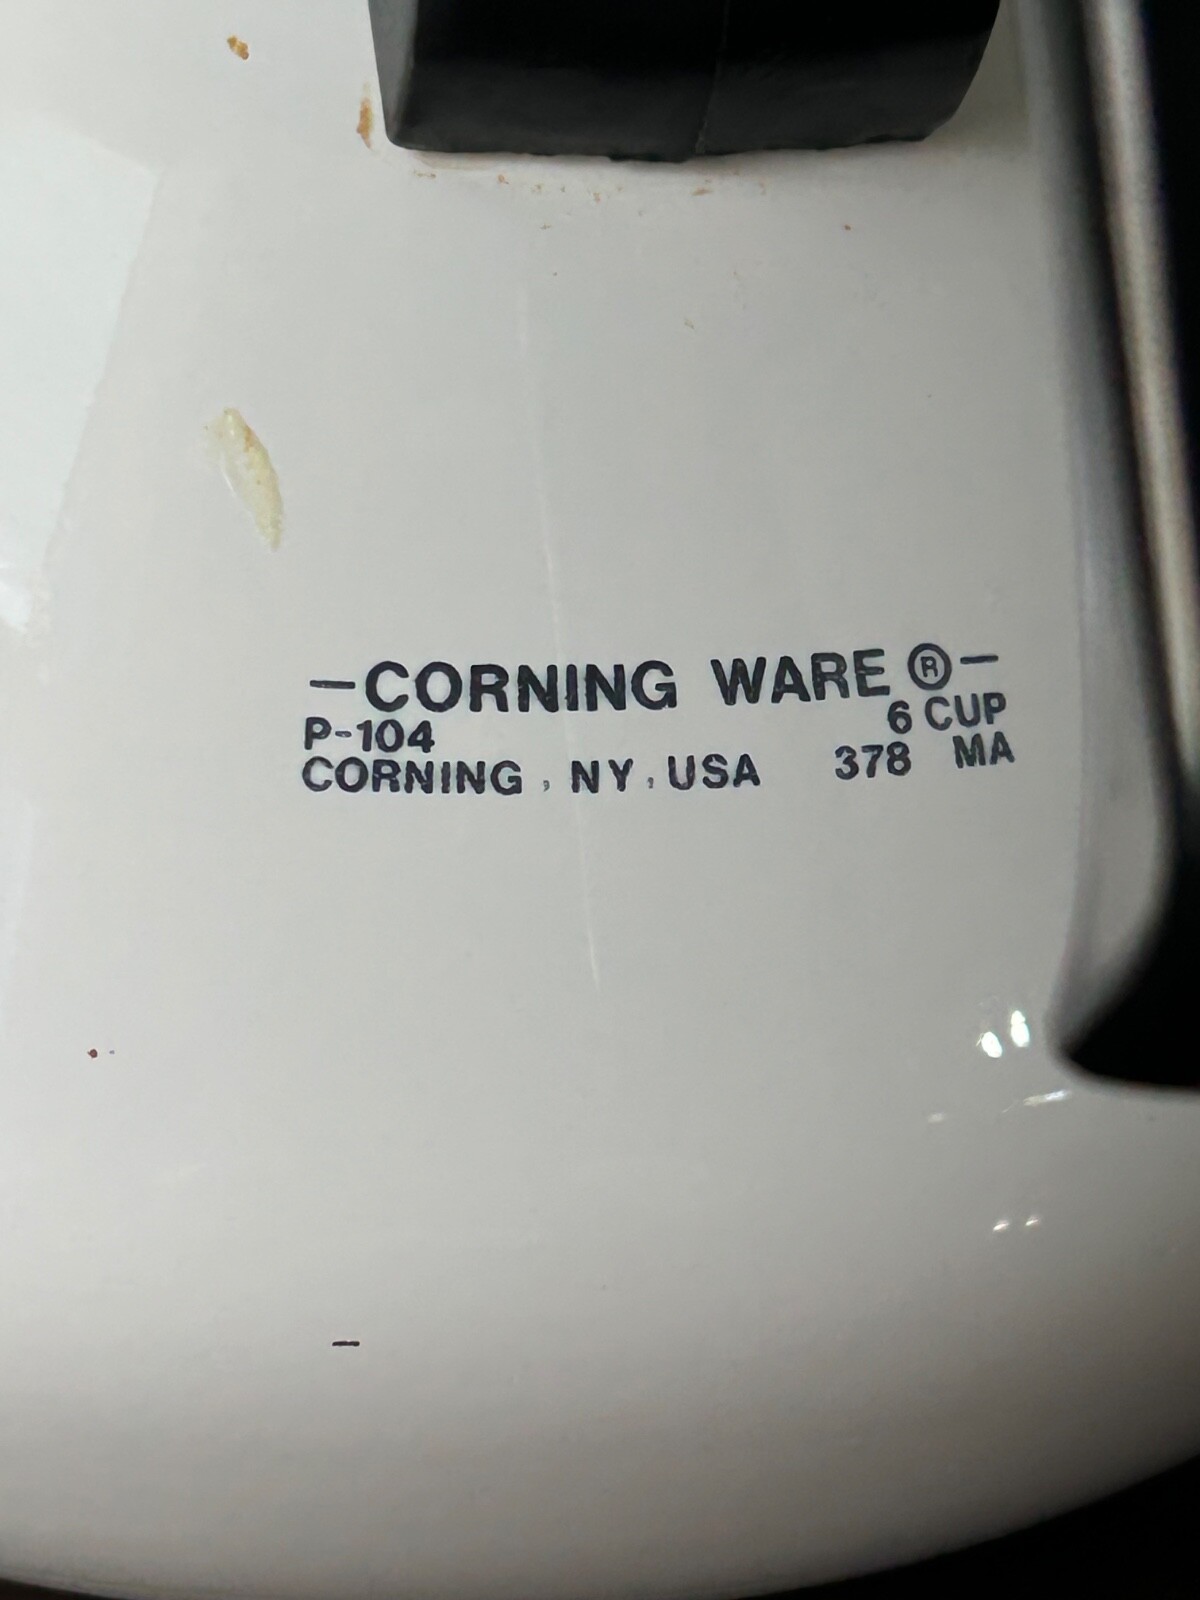 -CORNING WARE ®-
P-104 6 CUP
CORNING, NY, USA 378 MA